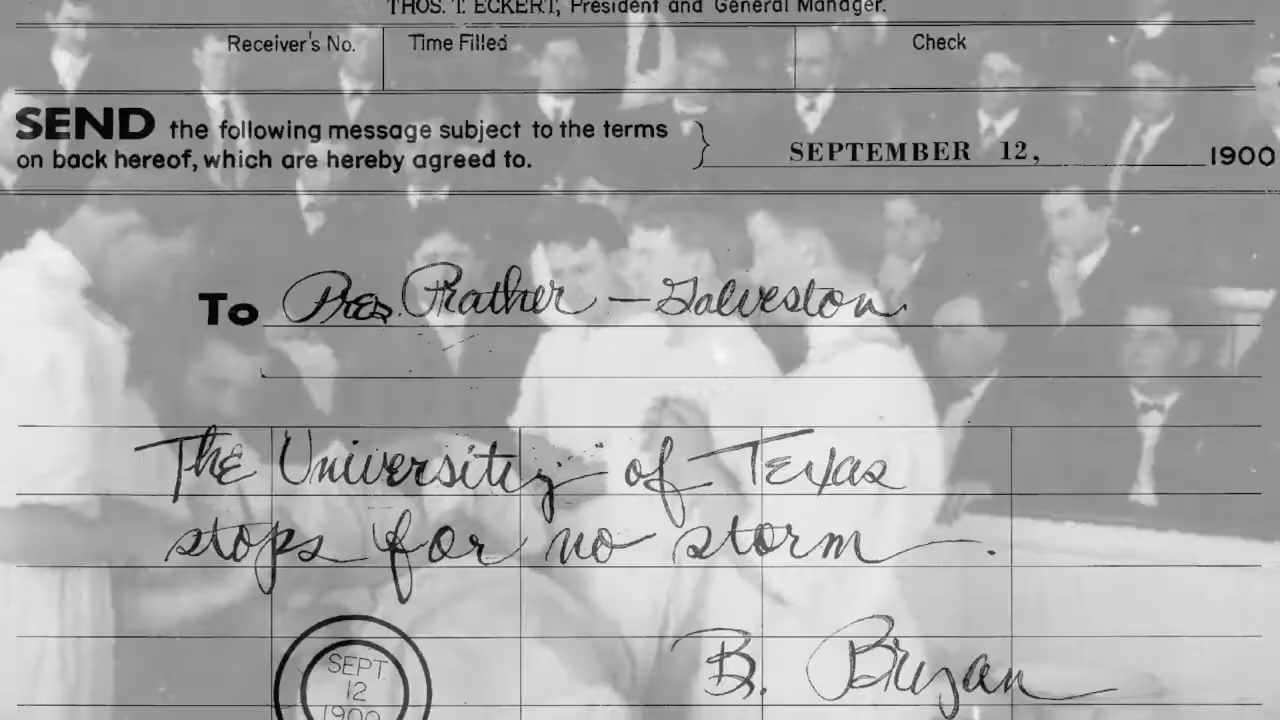 THOS. T. ECKERT, President and General Manager.
Receiver's No. Time Filled Check
SEND the following message subject to the terms
on back hereof, which are hereby agreed to.
SEPTEMBER 12, 1900
To Pres. Prather - Galveston
The University of Texas
stops for no storm.
B. Bryan
SEPT
12
1900